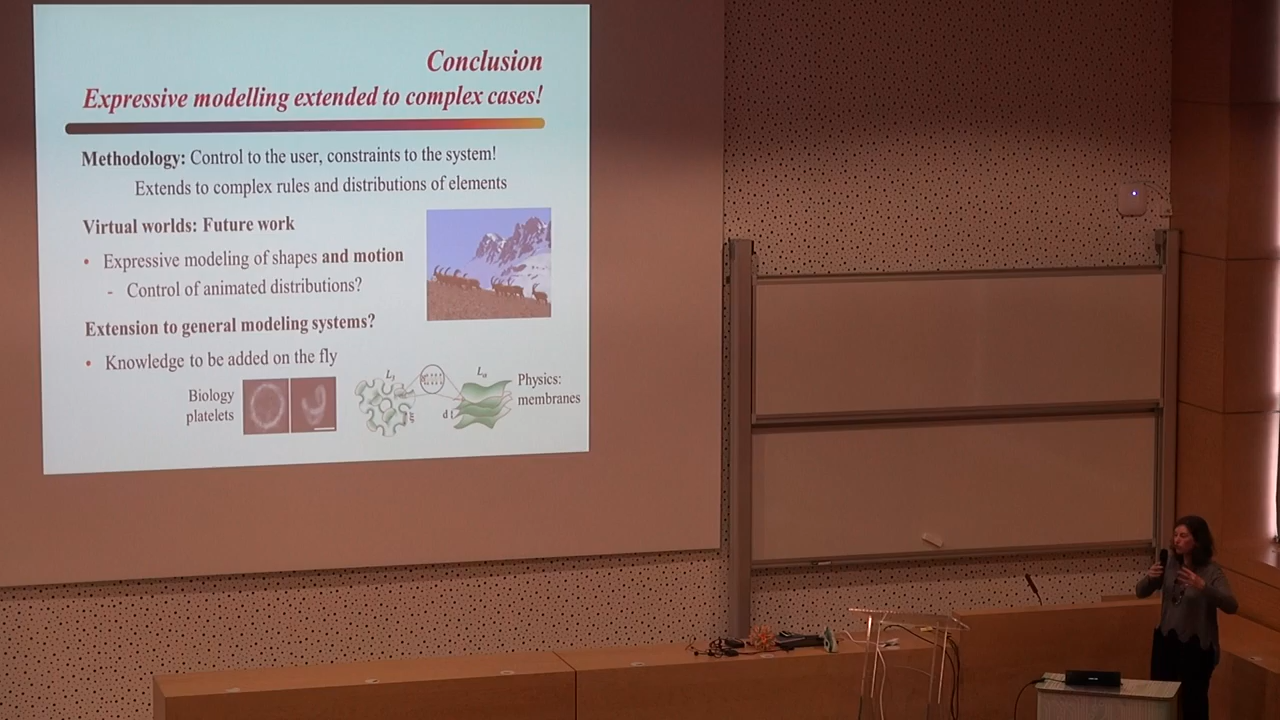 Conclusion
Expressive modelling extended to complex cases!
Methodology: Control to the user, constraints to the system!
Extends to complex rules and distributions of elements
Virtual worlds: Future work
• Expressive modeling of shapes and motion
- Control of animated distributions?
Extension to general modeling systems?
• Knowledge to be added on the fly
Biology
platelets
ξ
d
Physics:
membranes